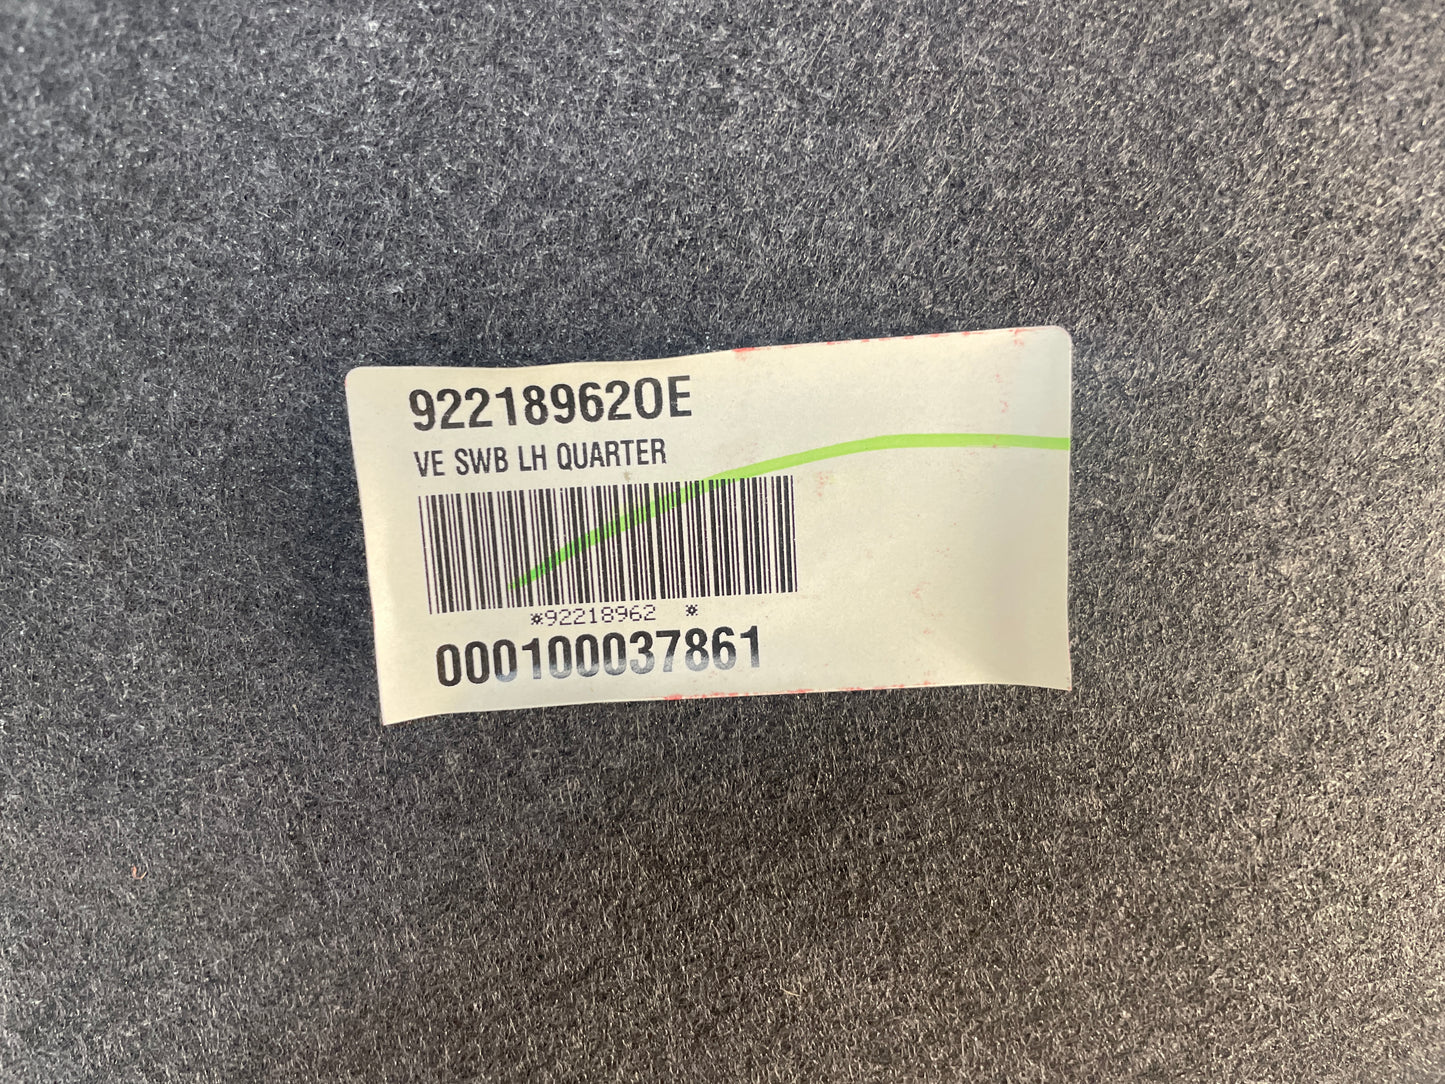 92218962OE
VE SWB LH QUARTER
*92218962 *
000100037861